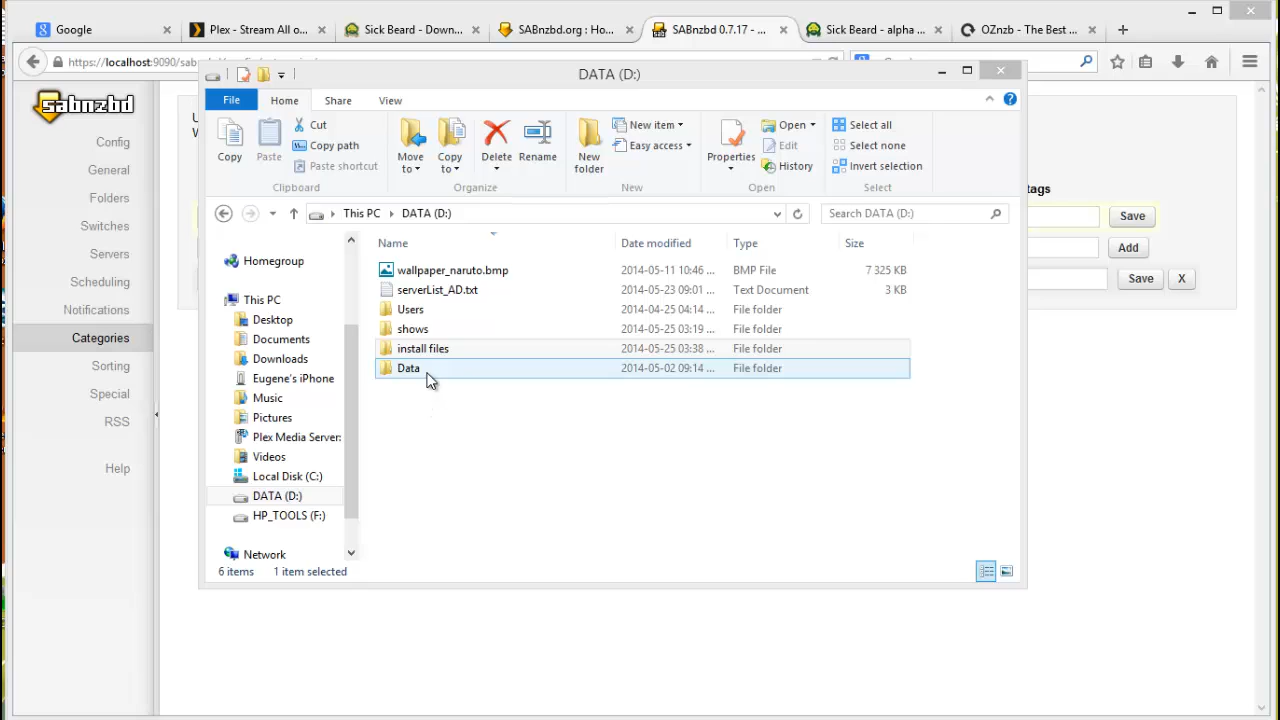 Google
Plex - Stream All o...
Sick Beard - Down...
SABnzbd.org : Ho...
SABnzbd 0.7.17 - ...
Sick Beard - alpha ...
OZnzb - The Best ...
https://localhost:9090/sab
DATA (D:)
File
Home
Share
View
Copy
Paste
Cut
Copy path
Paste shortcut
Clipboard
Move to
Copy to
Delete
Rename
Organize
New folder
New item
Easy access
New
Properties
Open
Edit
History
Open
Select all
Select none
Invert selection
Select
This PC
DATA (D:)
Search DATA (D:)
sabnzbd
Config
General
Folders
Switches
Servers
Scheduling
Notifications
Categories
Sorting
Special
RSS
Help
Homegroup
This PC
Desktop
Documents
Downloads
Eugene's iPhone
Music
Pictures
Plex Media Server:
Videos
Local Disk (C:)
DATA (D:)
HP_TOOLS (F:)
Network
Name Date modified Type Size
wallpaper_naruto.bmp 2014-05-11 10:46 ... BMP File 7 325 KB
serverList_AD.txt 2014-05-23 09:01 ... Text Document 3 KB
Users 2014-04-25 04:14 ... File folder
shows 2014-05-25 03:19 ... File folder
install files 2014-05-25 03:38 ... File folder
Data 2014-05-02 09:14 ... File folder
6 items 1 item selected
tags
Save
Add
Save X